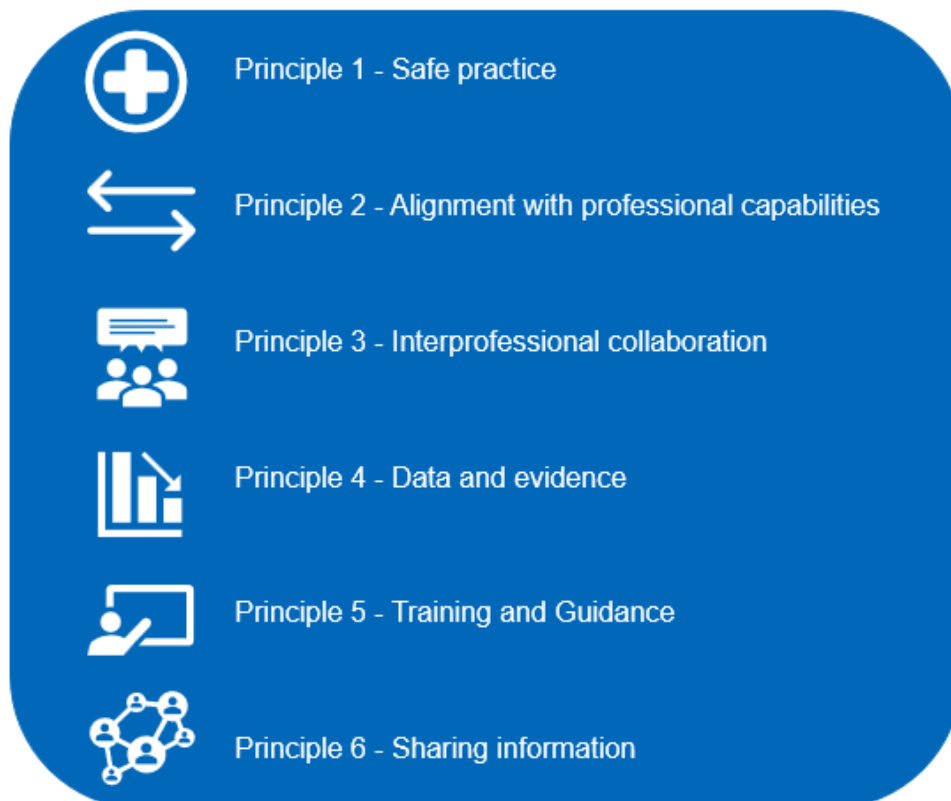 Principle 1 - Safe practice
Principle 2 - Alignment with professional capabilities
Principle 3 - Interprofessional collaboration
Principle 4 - Data and evidence
Principle 5 - Training and Guidance
Principle 6 - Sharing information